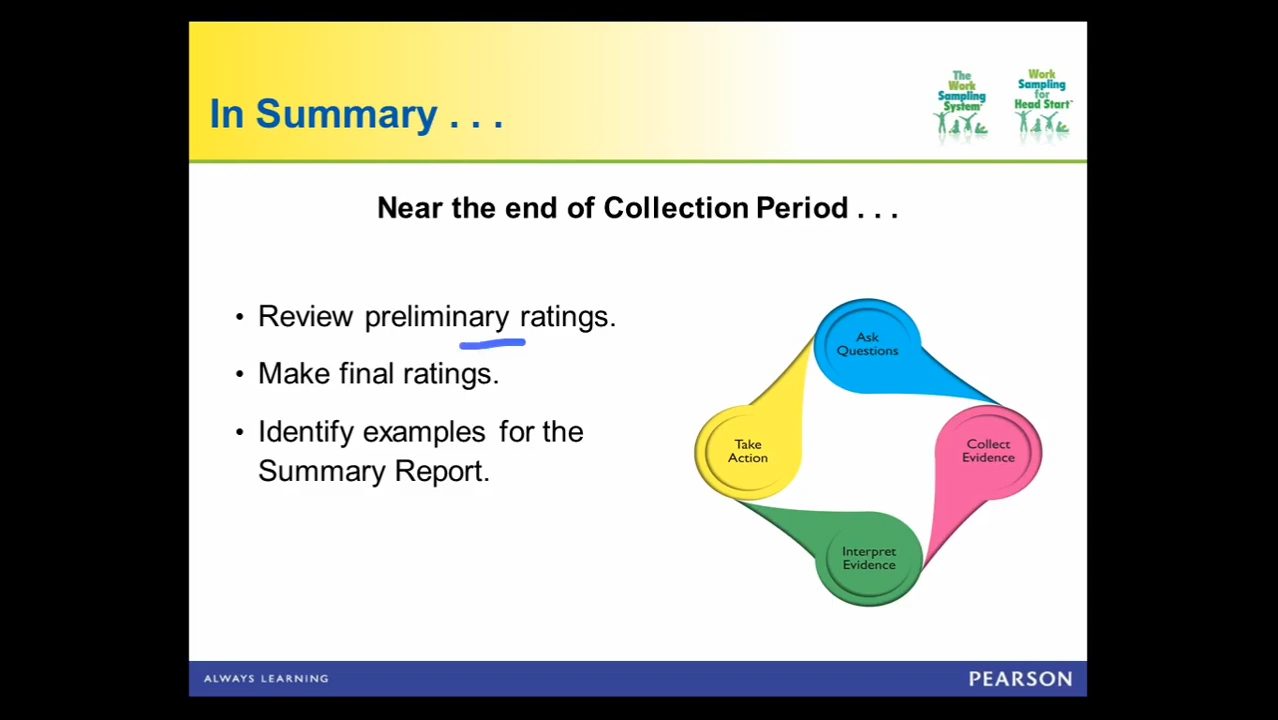 The
Work
Sampling
System™
Work
Sampling
for
Head Start™
In Summary . . .
Near the end of Collection Period . . .
• Review preliminary ratings.
• Make final ratings.
• Identify examples for the
Summary Report.
Ask
Questions
Take
Action
Collect
Evidence
Interpret
Evidence
ALWAYS LEARNING
PEARSON